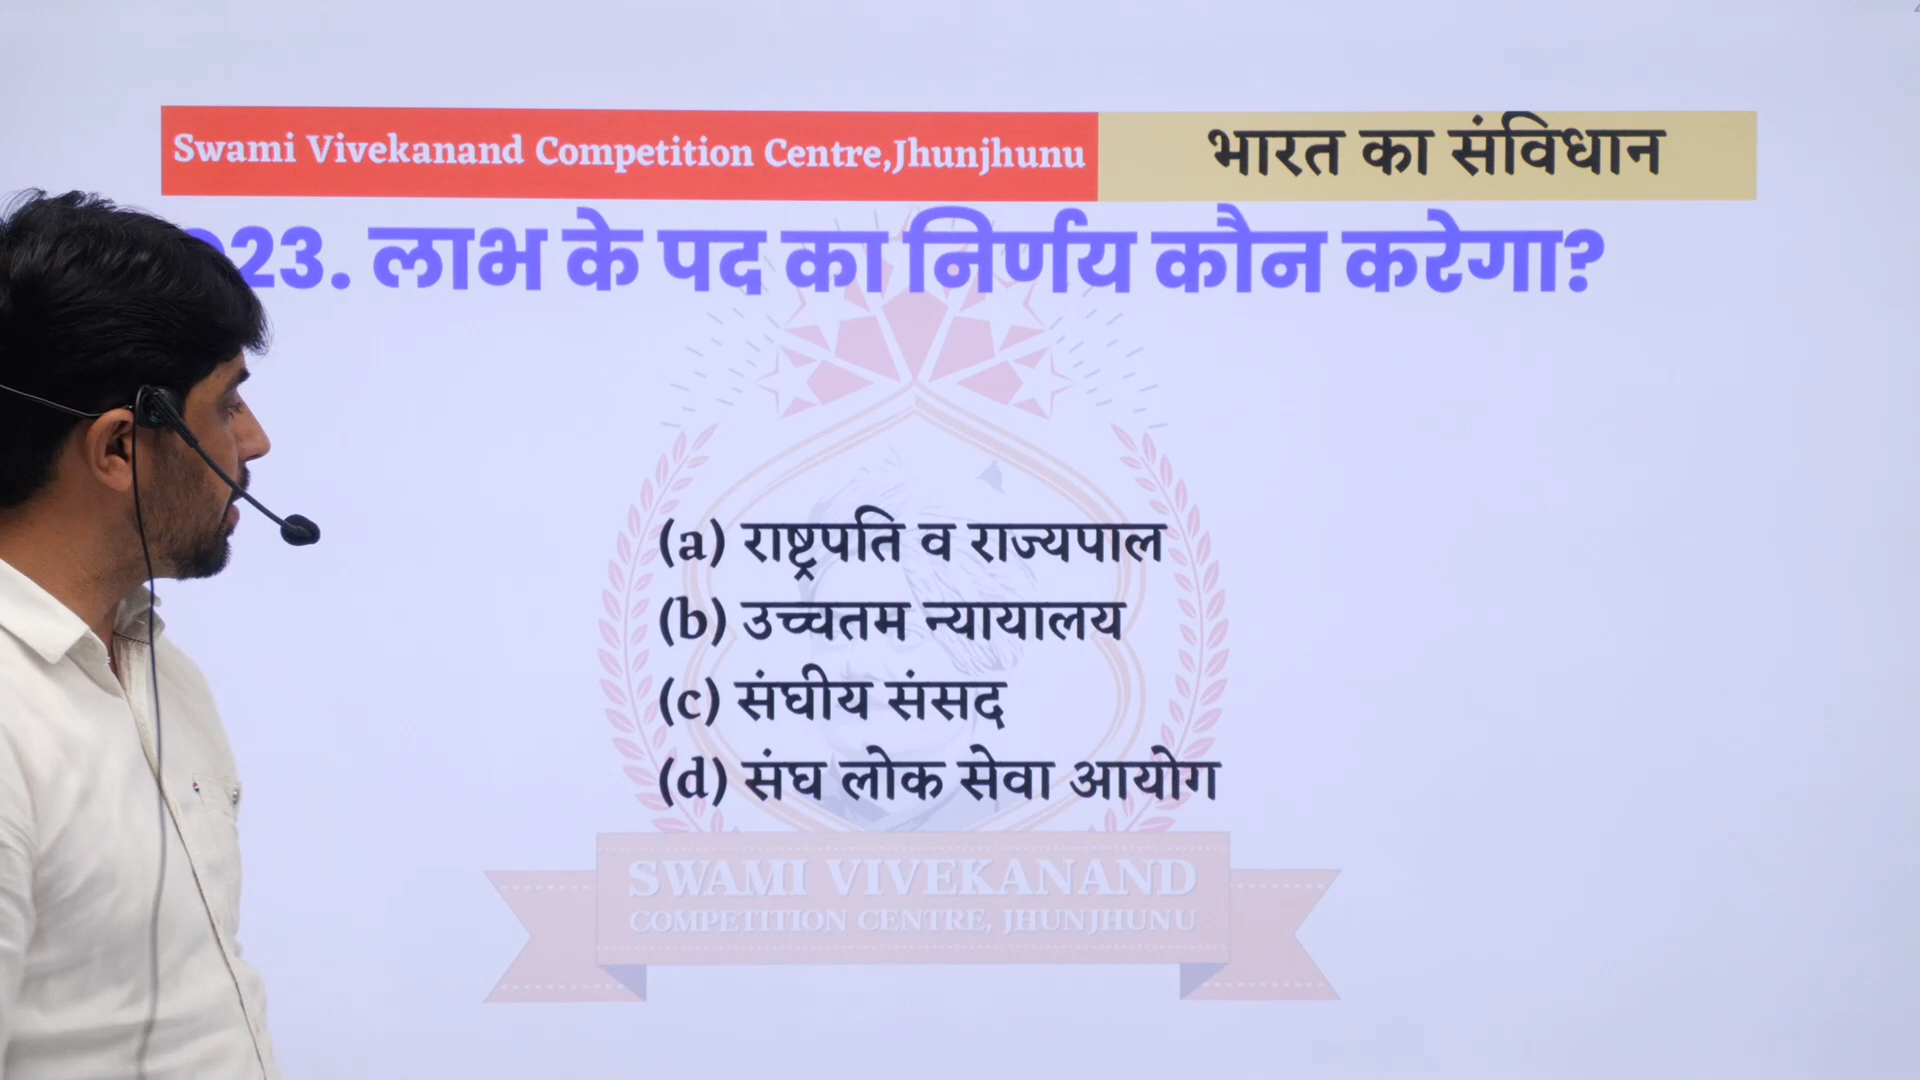 Swami Vivekanand Competition Centre,Jhunjhunu
भारत का संविधान
23. लाभ के पद का निर्णय कौन करेगा?
(a) राष्ट्रपति व राज्यपाल
(b) उच्चतम न्यायालय
(c) संघीय संसद
(d) संघ लोक सेवा आयोग
SWAMI VIVEKANAND
COMPETITION CENTRE, JHUNJHUNU